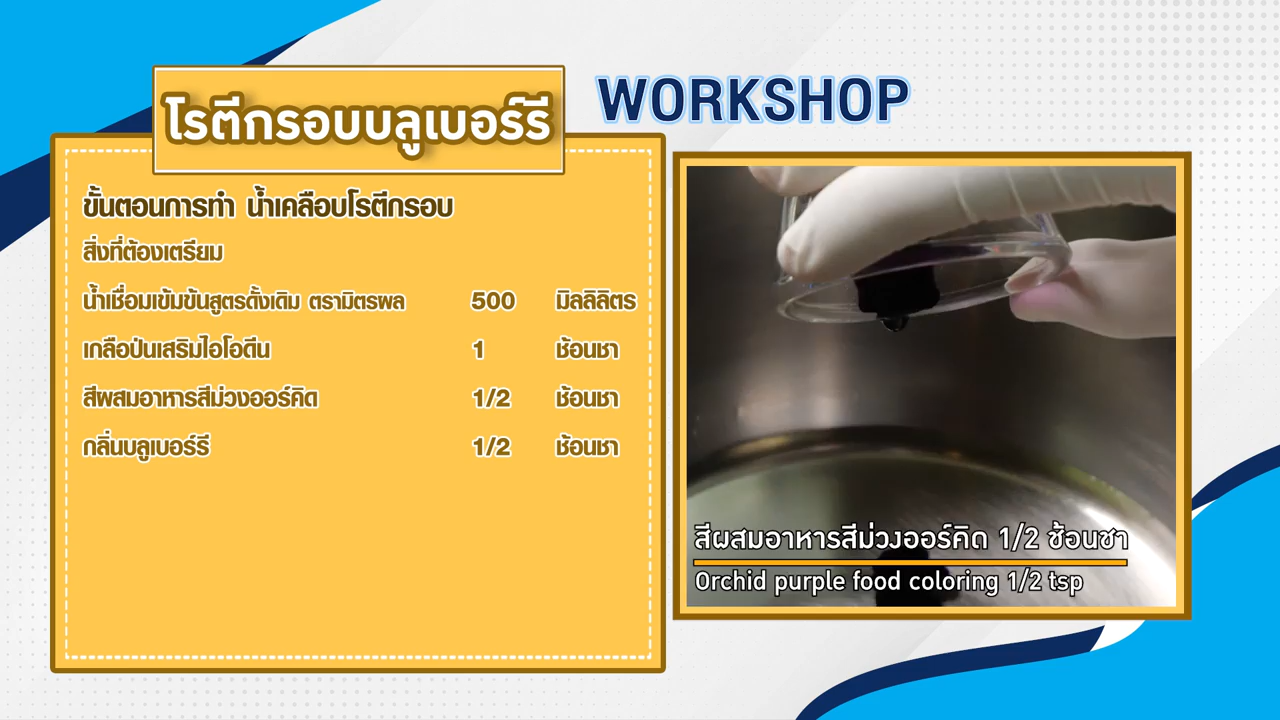 โรตีกรอบบลูเบอร์รี
WORKSHOP
ขั้นตอนการทำ น้ำเคลือบโรตีกรอบ
สิ่งที่ต้องเตรียม
น้ำเชื่อมเข้มข้นสูตรดั้งเดิม ตรามิตรผล 500 มิลลิลิตร
เกลือป่นเสริมไอโอดีน 1 ช้อนชา
สีผสมอาหารสีม่วงออร์คิด 1/2 ช้อนชา
กลิ่นบลูเบอร์รี 1/2 ช้อนชา
สีผสมอาหารสีม่วงออร์คิด 1/2 ช้อนชา
Orchid purple food coloring 1/2 tsp